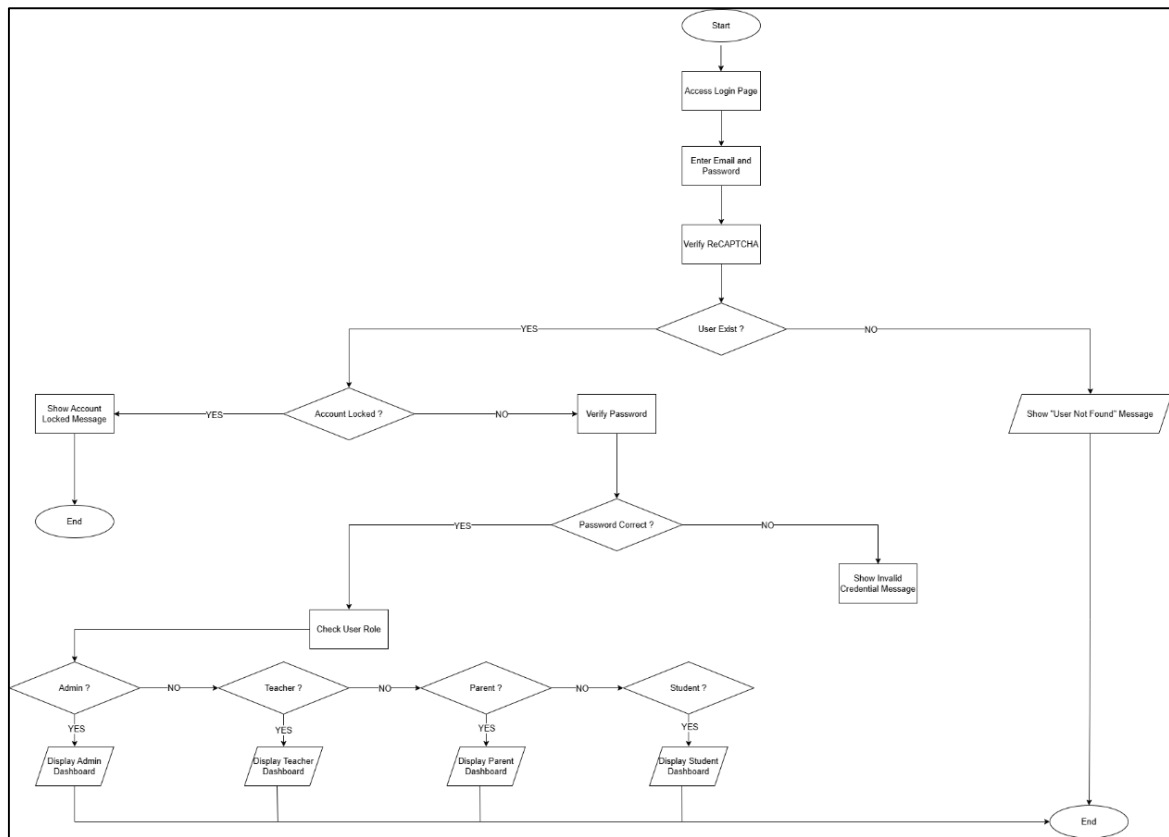 Start
Access Login Page
Enter Email and
Password
Verify ReCAPTCHA
User Exist ?
YES
NO
Show Account
Locked Message
YES
Account Locked ?
NO
Verify Password
Show "User Not Found" Message
End
YES
Password Correct ?
NO
Show Invalid
Credential Message
Check User Role
Admin ?
NO
Teacher ?
NO
Parent ?
NO
Student ?
YES
YES
YES
YES
Display Admin
Dashboard
Display Teacher
Dashboard
Display Parent
Dashboard
Display Student
Dashboard
End